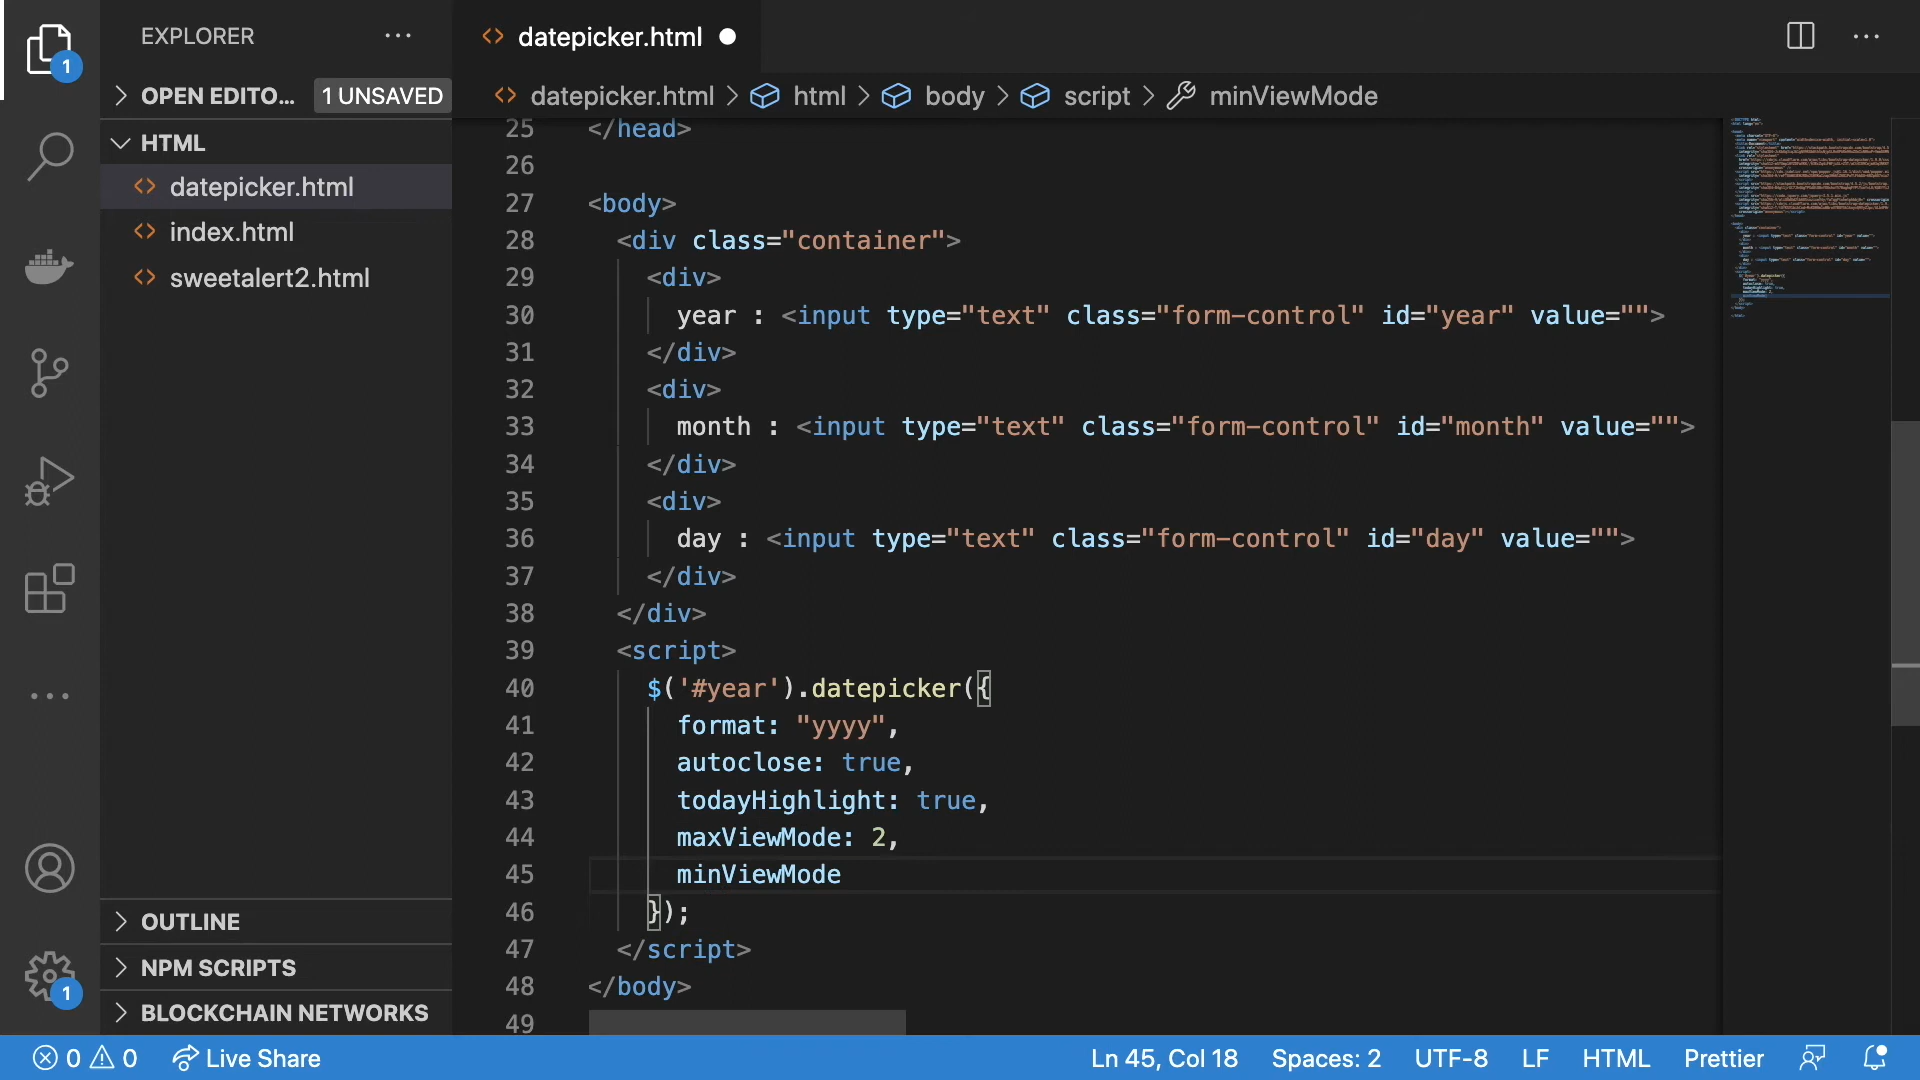 EXPLORER
1
OPEN EDITO... 1 UNSAVED
HTML
datepicker.html
index.html
sweetalert2.html
OUTLINE
NPM SCRIPTS
BLOCKCHAIN NETWORKS
1
datepicker.html
datepicker.html > html > body > script > minViewMode
25 </head>
26
27 <body>
28 <div class="container">
29 <div>
30 year : <input type="text" class="form-control" id="year" value="">
31 </div>
32 <div>
33 month : <input type="text" class="form-control" id="month" value="">
34 </div>
35 <div>
36 day : <input type="text" class="form-control" id="day" value="">
37 </div>
38 </div>
39 <script>
40 $('#year').datepicker({
41 format: "yyyy",
42 autoclose: true,
43 todayHighlight: true,
44 maxViewMode: 2,
45 minViewMode
46 });
47 </script>
48 </body>
49
0 0 Live Share Ln 45, Col 18 Spaces: 2 UTF-8 LF HTML Prettier